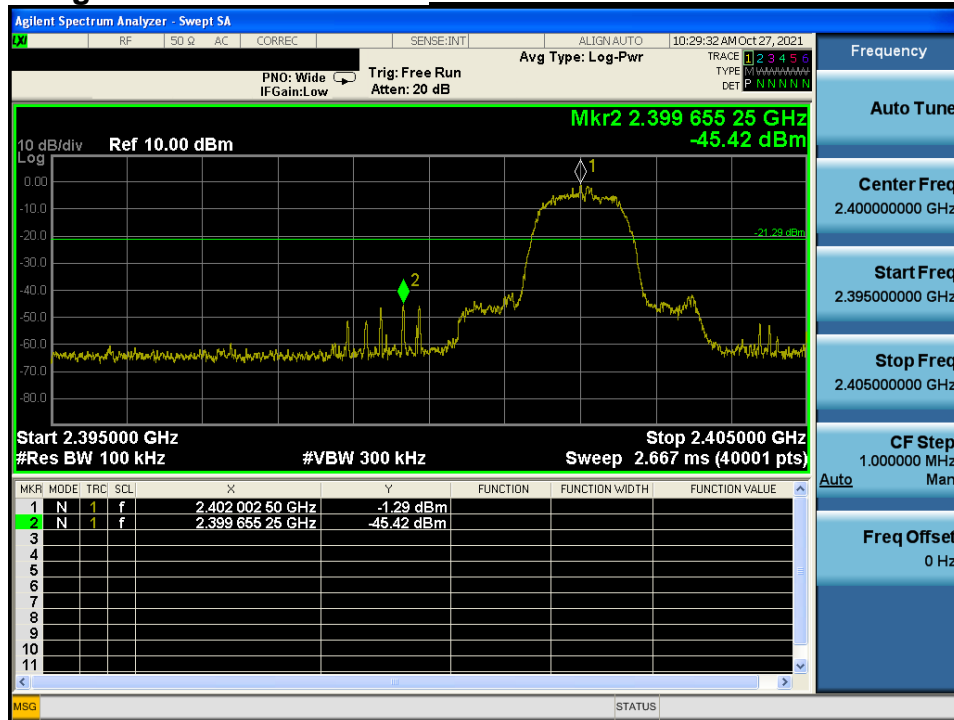 Agilent Spectrum Analyzer - Swept SA
LXI RF 50 Ω AC CORREC SENSE:INT ALIGN AUTO 10:29:32 AM Oct 27, 2021
Avg Type: Log-Pwr TRACE 1 2 3 4 5 6
PNO: Wide Trig: Free Run TYPE M WWWWW
IFGain:Low Atten: 20 dB DET P N N N N N
Mkr2 2.399 655 25 GHz
-45.42 dBm
10 dB/div Ref 10.00 dBm
Log
1
0.00
-10.0
-20.0 -21.29 dBm
-30.0
2
-40.0
-50.0
-60.0
-70.0
-80.0
Start 2.395000 GHz Stop 2.405000 GHz
#Res BW 100 kHz #VBW 300 kHz Sweep 2.667 ms (40001 pts)
MKR MODE TRC SCL X Y FUNCTION FUNCTION WIDTH FUNCTION VALUE
1 N 1 f 2.402 002 50 GHz -1.29 dBm
2 N 1 f 2.399 655 25 GHz -45.42 dBm
3
4
5
6
7
8
9
10
11
MSG STATUS
Frequency
Auto Tune
Center Freq
2.400000000 GHz
Start Freq
2.395000000 GHz
Stop Freq
2.405000000 GHz
CF Step
1.000000 MHz
Auto Man
Freq Offset
0 Hz